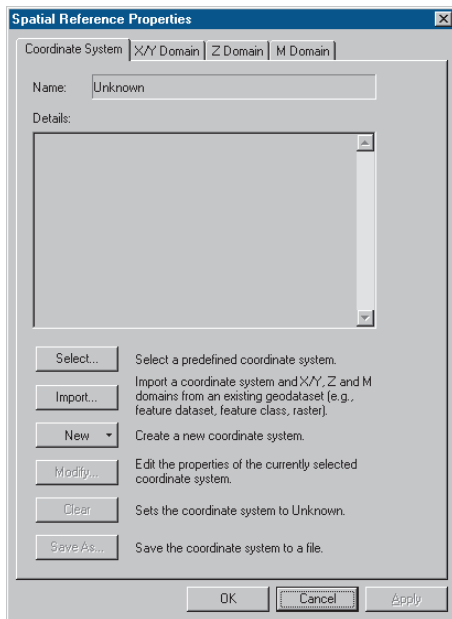 Spatial Reference Properties
Coordinate System X/Y Domain Z Domain M Domain
Name: Unknown
Details:
Select... Select a predefined coordinate system.
Import... Import a coordinate system and X/Y, Z and M
domains from an existing geodataset (e.g.,
feature dataset, feature class, raster).
New Create a new coordinate system.
Modify... Edit the properties of the currently selected
coordinate system.
Clear Sets the coordinate system to Unknown.
Save As... Save the coordinate system to a file.
OK Cancel Apply